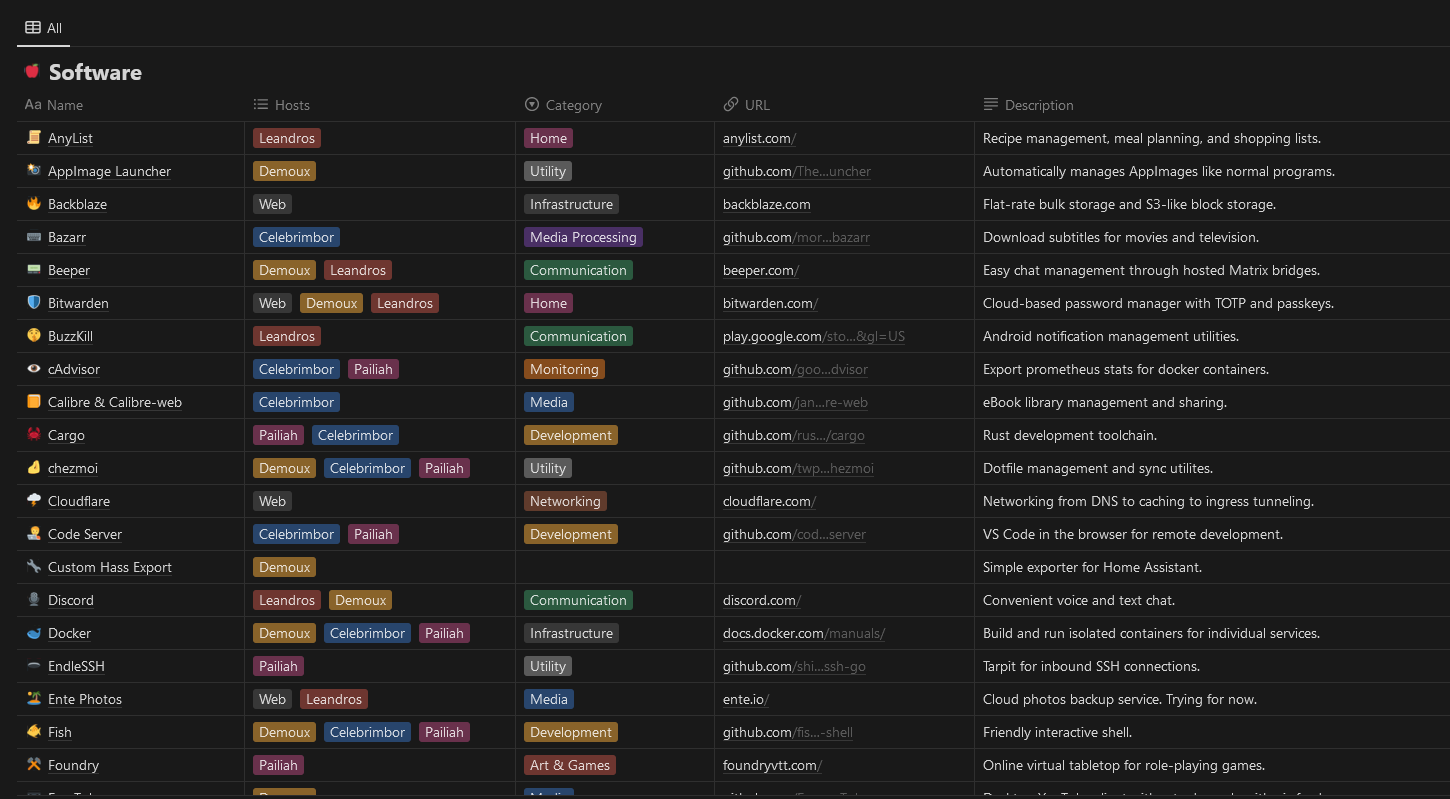 All
Software
Aa Name Hosts Category URL Description
AnyList Leandros Home anylist.com/ Recipe management, meal planning, and shopping lists.
AppImage Launcher Demoux Utility github.com/The...uncher Automatically manages AppImages like normal programs.
Backblaze Web Infrastructure backblaze.com Flat-rate bulk storage and S3-like block storage.
Bazarr Celebrimbor Media Processing github.com/mor...bazarr Download subtitles for movies and television.
Beeper Demoux Leandros Communication beeper.com/ Easy chat management through hosted Matrix bridges.
Bitwarden Web Demoux Leandros Home bitwarden.com/ Cloud-based password manager with TOTP and passkeys.
BuzzKill Leandros Communication play.google.com/sto...&gl=US Android notification management utilities.
cAdvisor Celebrimbor Pailiah Monitoring github.com/goo...dvisor Export prometheus stats for docker containers.
Calibre & Calibre-web Celebrimbor Media github.com/jan...re-web eBook library management and sharing.
Cargo Pailiah Celebrimbor Development github.com/rus.../cargo Rust development toolchain.
chezmoi Demoux Celebrimbor Pailiah Utility github.com/twp...hezmoi Dotfile management and sync utilites.
Cloudflare Web Networking cloudflare.com/ Networking from DNS to caching to ingress tunneling.
Code Server Celebrimbor Pailiah Development github.com/cod...server VS Code in the browser for remote development.
Custom Hass Export Demoux Simple exporter for Home Assistant.
Discord Leandros Demoux Communication discord.com/ Convenient voice and text chat.
Docker Demoux Celebrimbor Pailiah Infrastructure docs.docker.com/manuals/ Build and run isolated containers for individual services.
EndleSSH Pailiah Utility github.com/shi...ssh-go Tarpit for inbound SSH connections.
Ente Photos Web Leandros Media ente.io/ Cloud photos backup service. Trying for now.
Fish Demoux Celebrimbor Pailiah Development github.com/fis...-shell Friendly interactive shell.
Foundry Pailiah Art & Games foundryvtt.com/ Online virtual tabletop for role-playing games.